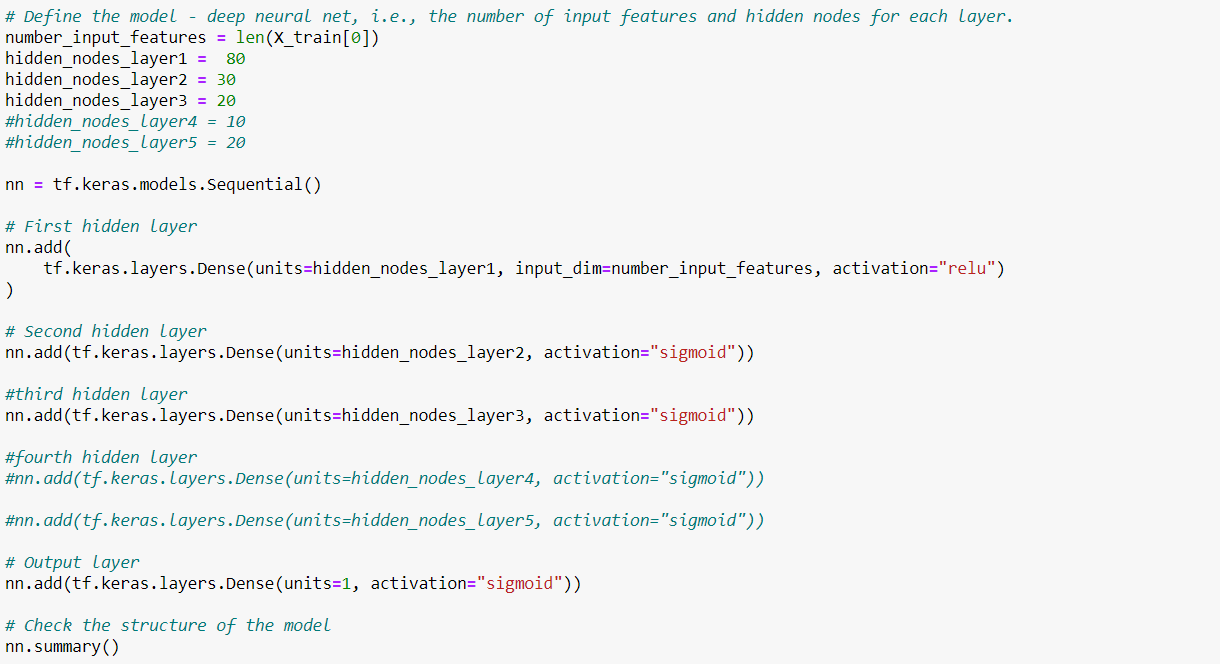 # Define the model - deep neural net, i.e., the number of input features and hidden nodes for each layer.
number_input_features = len(X_train[0])
hidden_nodes_layer1 =  80
hidden_nodes_layer2 = 30
hidden_nodes_layer3 = 20
#hidden_nodes_layer4 = 10
#hidden_nodes_layer5 = 20

nn = tf.keras.models.Sequential()

# First hidden layer
nn.add(
    tf.keras.layers.Dense(units=hidden_nodes_layer1, input_dim=number_input_features, activation="relu")
)

# Second hidden layer
nn.add(tf.keras.layers.Dense(units=hidden_nodes_layer2, activation="sigmoid"))

#third hidden layer
nn.add(tf.keras.layers.Dense(units=hidden_nodes_layer3, activation="sigmoid"))

#fourth hidden layer
#nn.add(tf.keras.layers.Dense(units=hidden_nodes_layer4, activation="sigmoid"))

#nn.add(tf.keras.layers.Dense(units=hidden_nodes_layer5, activation="sigmoid"))

# Output layer
nn.add(tf.keras.layers.Dense(units=1, activation="sigmoid"))

# Check the structure of the model
nn.summary()